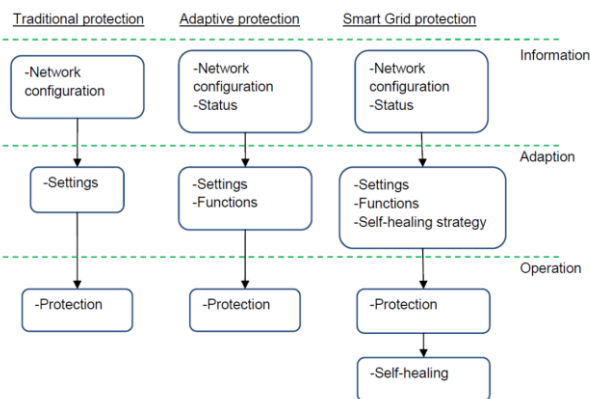 Traditional protection
Adaptive protection
Smart Grid protection
Information
-Network
configuration
-Network
configuration
-Status
-Network
configuration
-Status
Adaption
-Settings
-Settings
-Functions
-Settings
-Functions
-Self-healing strategy
Operation
-Protection
-Protection
-Protection
-Self-healing